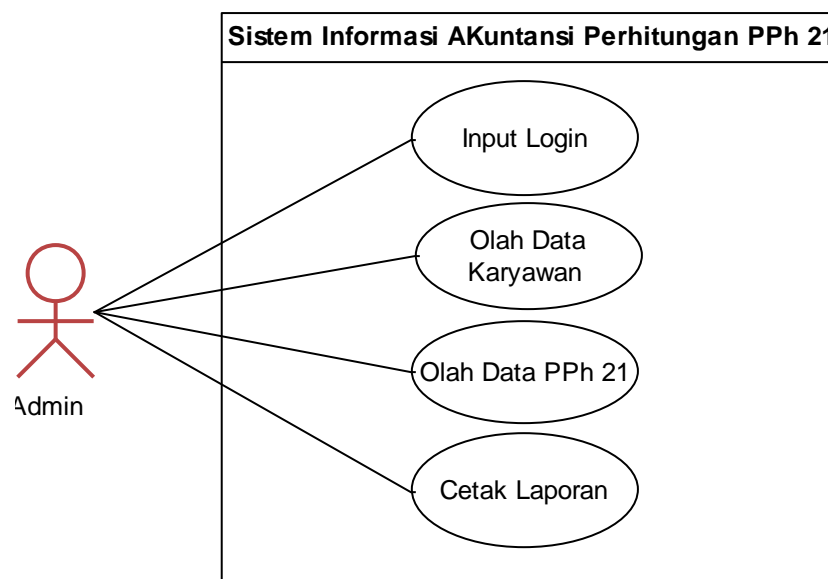 Sistem Informasi AKuntansi Perhitungan PPh 21
Input Login
Olah Data
Karyawan
Olah Data PPh 21
Cetak Laporan
Admin